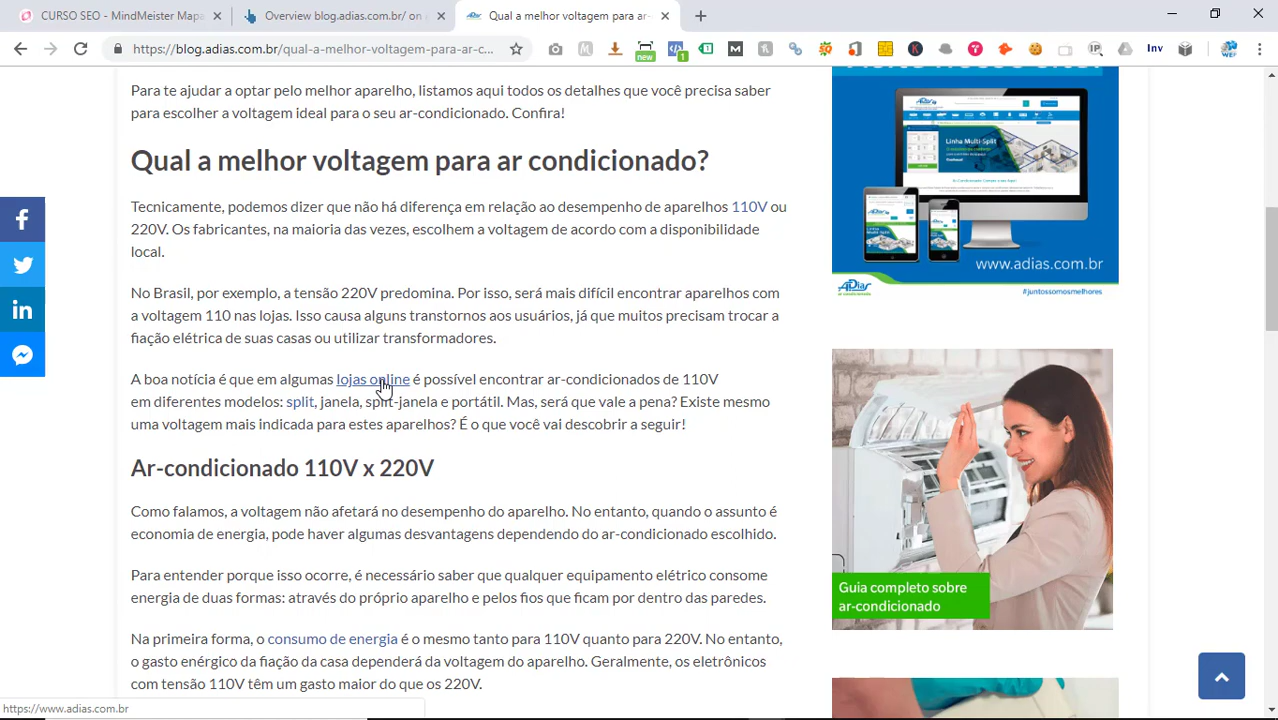 CURSO SEO - MindMeister Mapa
Overview blog.adias.com.br/ on
Qual a melhor voltagem para ar-
https://blog.adias.com.br/qual-a-melhor-voltagem-para-ar-c...
new
1
IP
Inv
Para te ajudar a optar pelo melhor aparelho, listamos aqui todos os detalhes que você precisa saber
para escolher a voltagem ideal para o seu ar-condicionado. Confira!
Qual a melhor voltagem para ar condicionado?
Temos que pontuar por que não há diferença em relação ao desempenho de aparelhos 110V ou
220V.
, na maioria das vezes, escolhem a voltagem de acordo com a disponibilidade
local.
No Brasil, por exemplo, a tensão 220V predomina. Por isso, será mais difícil encontrar aparelhos com
a voltagem 110 nas lojas. Isso causa alguns transtornos aos usuários, já que muitos precisam trocar a
fiação elétrica de suas casas ou utilizar transformadores.
A boa notícia é que em algumas lojas online é possível encontrar ar-condicionados de 110V
em diferentes modelos: split, janela, split-janela e portátil. Mas, será que vale a pena? Existe mesmo
uma voltagem mais indicada para estes aparelhos? É o que você vai descobrir a seguir!
Ar-condicionado 110V x 220V
Como falamos, a voltagem não afetará no desempenho do aparelho. No entanto, quando o assunto é
economia de energia, pode haver algumas desvantagens dependendo do ar-condicionado escolhido.
Para entender porque isso ocorre, é necessário saber que qualquer equipamento elétrico consome
energia de duas formas: através do próprio aparelho e pelos fios que ficam por dentro das paredes.
Na primeira forma, o consumo de energia é o mesmo tanto para 110V quanto para 220V. No entanto,
o gasto enérgico da fiação da casa dependerá da voltagem do aparelho. Geralmente, os eletrônicos
com tensão 110V têm um gasto maior do que os 220V.
https://www.adias.com.br
Linha Multi-Split
www.adias.com.br
ADias
#juntossomosmelhores
Guia completo sobre
ar-condicionado